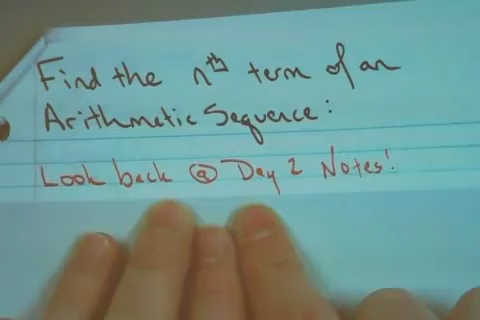 Find the nth term of an
Arithmetic Sequence:
Look back @ Day 2 Notes!